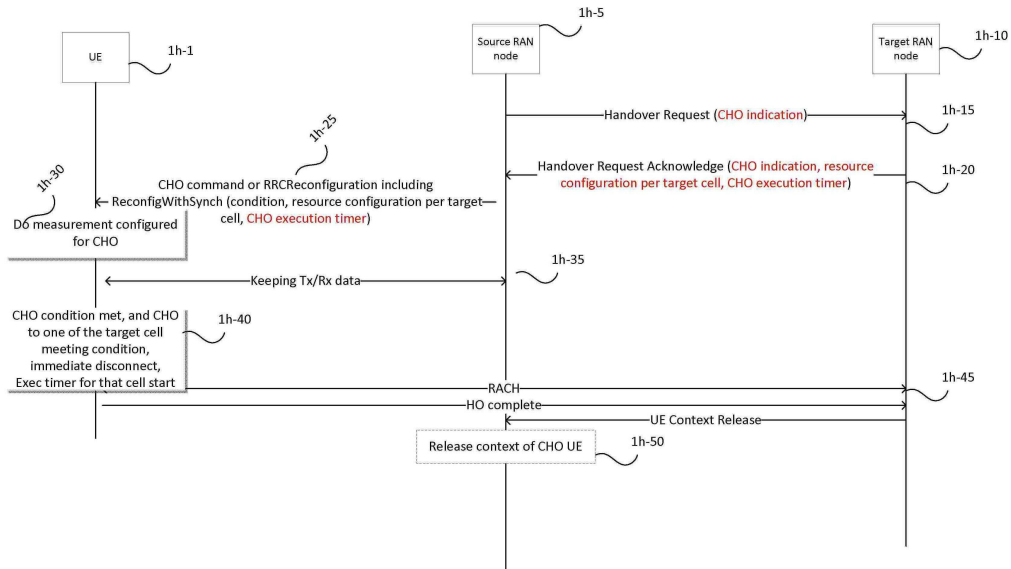 UE
1h-1
Source RAN
node
1h-5
Target RAN
node
1h-10
Handover Request (CHO indication)
1h-15
Handover Request Acknowledge (CHO indication, resource
configuration per target cell, CHO execution timer)
1h-20
1h-25
CHO command or RRCReconfiguration including
ReconfigWithSynch (condition, resource configuration per target
cell, CHO execution timer)
1h-30
Do measurement configured
for CHO
Keeping Tx/Rx data
1h-35
CHO condition met, and CHO
to one of the target cell
meeting condition,
immediate disconnect,
Exec timer for that cell start
1h-40
RACH
1h-45
HO complete
UE Context Release
Release context of CHO UE
1h-50